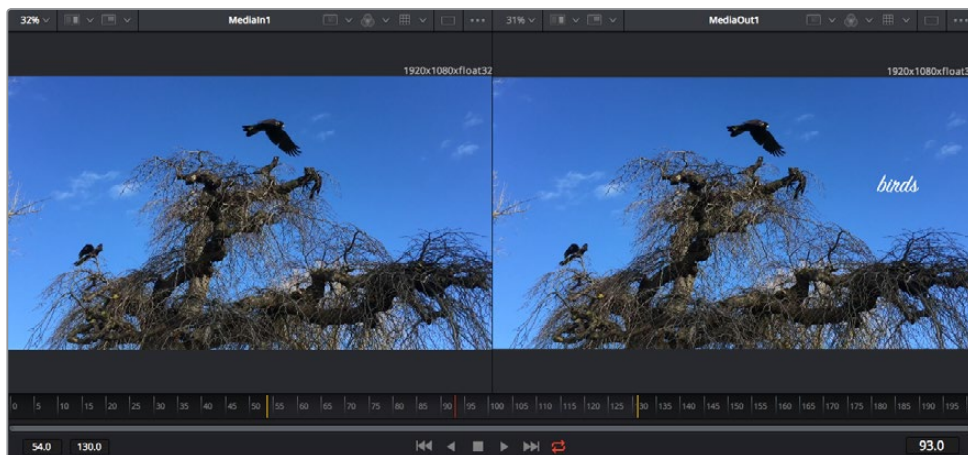 32% MediaIn1 31% MediaOut1
1920x1080xfloat32 1920x1080xfloat3
birds
0 5 10 15 20 25 30 35 40 45 50 55 60 65 70 75 80 85 90 95 100 105 110 115 120 125 130 135 140 145 150 155 160 165 170 175 180 185 190 195
54.0 130.0 93.0